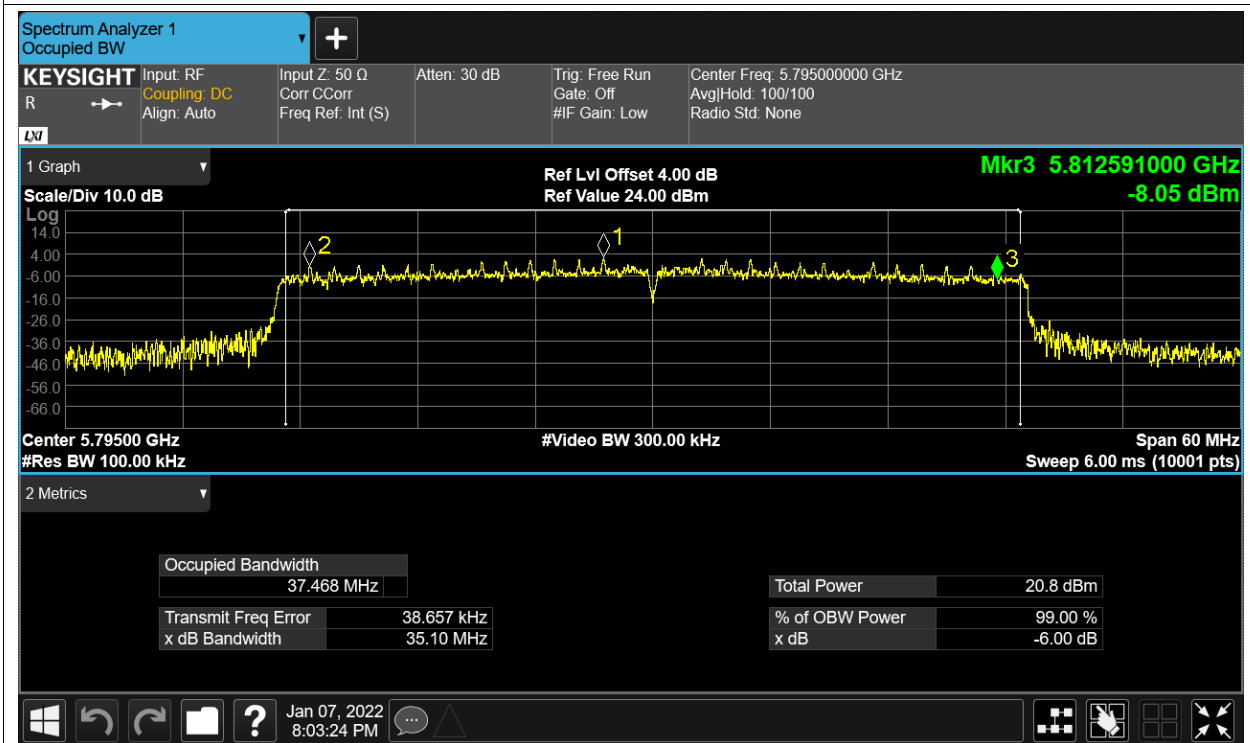 Spectrum Analyzer 1
Occupied BW
KEYSIGHT
R
LXI
Input: RF
Coupling: DC
Align: Auto
Input Z: 50 Ω
Corr CCorr
Freq Ref: Int (S)
Atten: 30 dB
Trig: Free Run
Gate: Off
#IF Gain: Low
Center Freq: 5.795000000 GHz
Avg|Hold: 100/100
Radio Std: None
1 Graph
Scale/Div 10.0 dB
Ref Lvl Offset 4.00 dB
Ref Value 24.00 dBm
Mkr3 5.812591000 GHz
-8.05 dBm
Log
14.0
4.00
-6.00
-16.0
-26.0
-36.0
-46.0
-56.0
-66.0
2
1
3
Center 5.79500 GHz
#Res BW 100.00 kHz
#Video BW 300.00 kHz
Span 60 MHz
Sweep 6.00 ms (10001 pts)
2 Metrics
Occupied Bandwidth
37.468 MHz
Transmit Freq Error 38.657 kHz
x dB Bandwidth 35.10 MHz
Total Power 20.8 dBm
% of OBW Power 99.00 %
x dB -6.00 dB
?
Jan 07, 2022
8:03:24 PM